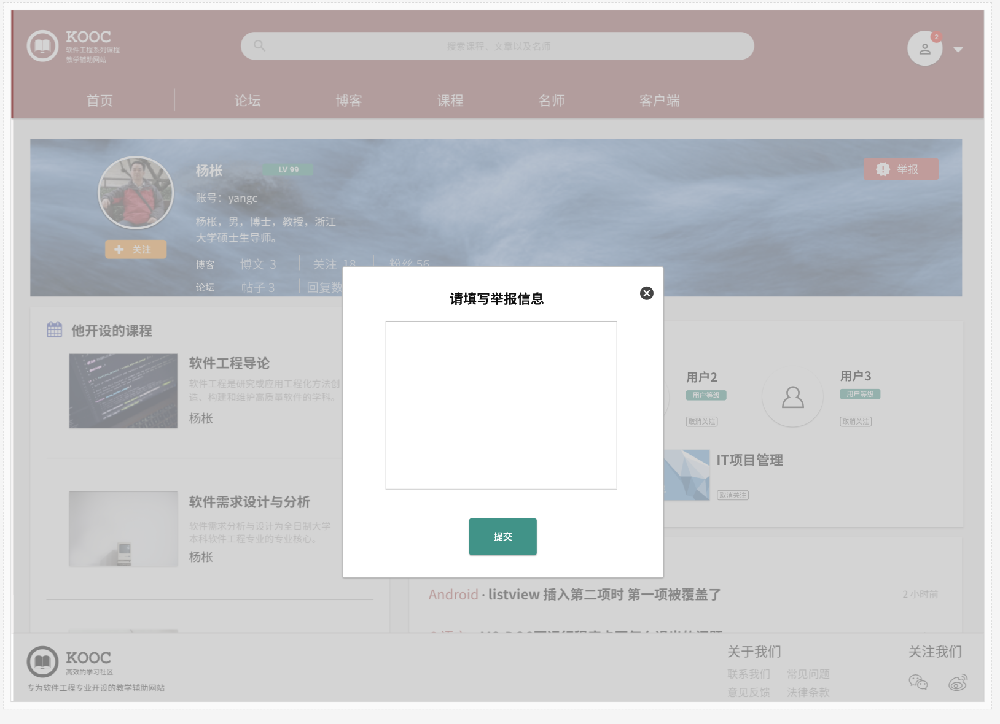 KOOC
软件工程系列课程
教学辅助网站
搜索课程、文章以及名师
2
首页
论坛
博客
课程
名师
客户端
杨枨
LV 99
举报
账号：yangc
杨枨，男，博士，教授，浙江
大学硕士生导师。
关注
博客 博文 3 关注 18 粉丝 56
论坛 帖子 3 回复数
请填写举报信息
提交
他开设的课程
软件工程导论
软件工程是研究或应用工程化方法创
造、构建和维护高质量软件的学科。
杨枨
软件需求设计与分析
软件需求分析与设计为全日制大学
本科软件工程专业的专业核心。
杨枨
用户2
用户等级
取消关注
用户3
用户等级
取消关注
IT项目管理
取消关注
Android · listview 插入第二项时 第一项被覆盖了
2 小时前
KOOC
高效的学习社区
专为软件工程专业开设的教学辅助网站
关于我们
联系我们 常见问题
意见反馈 法律条款
关注我们